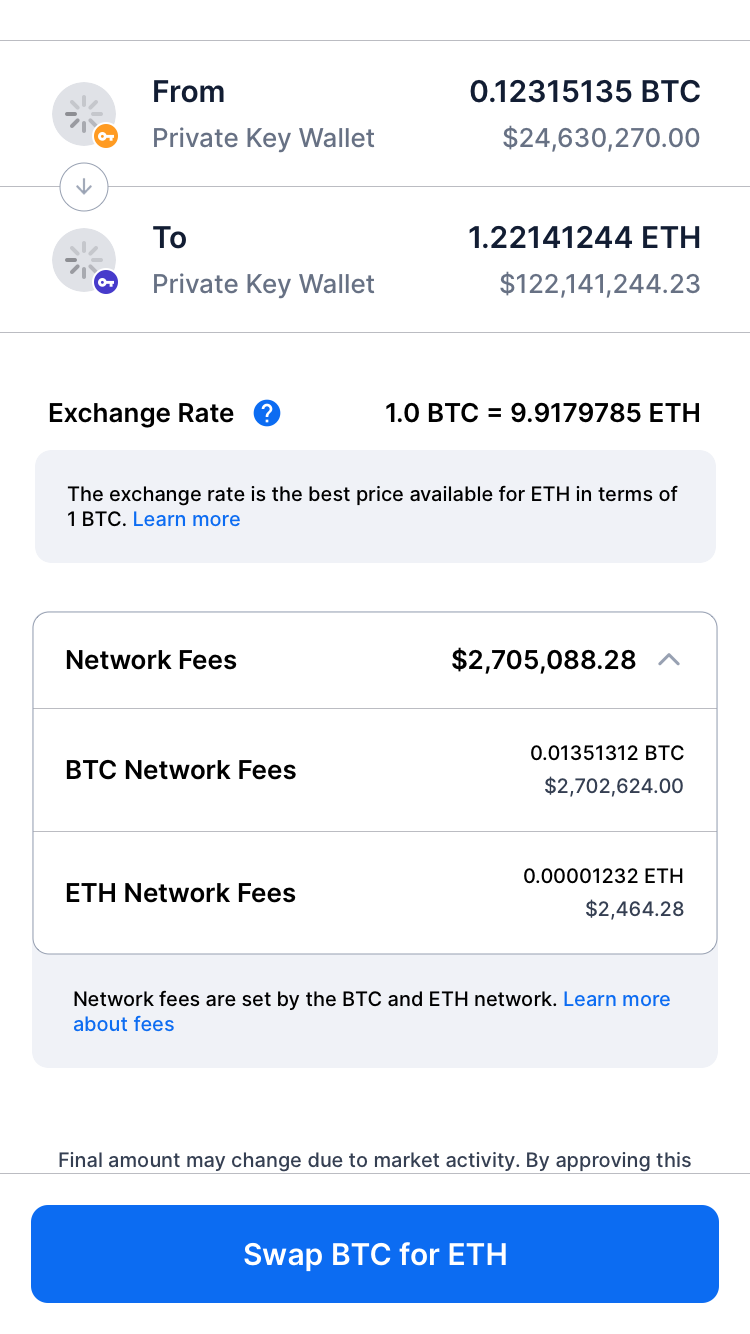 From
0.12315135 BTC
Private Key Wallet
$24,630,270.00
To
1.22141244 ETH
Private Key Wallet
$122,141,244.23
Exchange Rate ?
1.0 BTC = 9.9179785 ETH
The exchange rate is the best price available for ETH in terms of
1 BTC. Learn more
Network Fees
$2,705,088.28
BTC Network Fees
0.01351312 BTC
$2,702,624.00
ETH Network Fees
0.00001232 ETH
$2,464.28
Network fees are set by the BTC and ETH network. Learn more
about fees
Final amount may change due to market activity. By approving this
Swap BTC for ETH